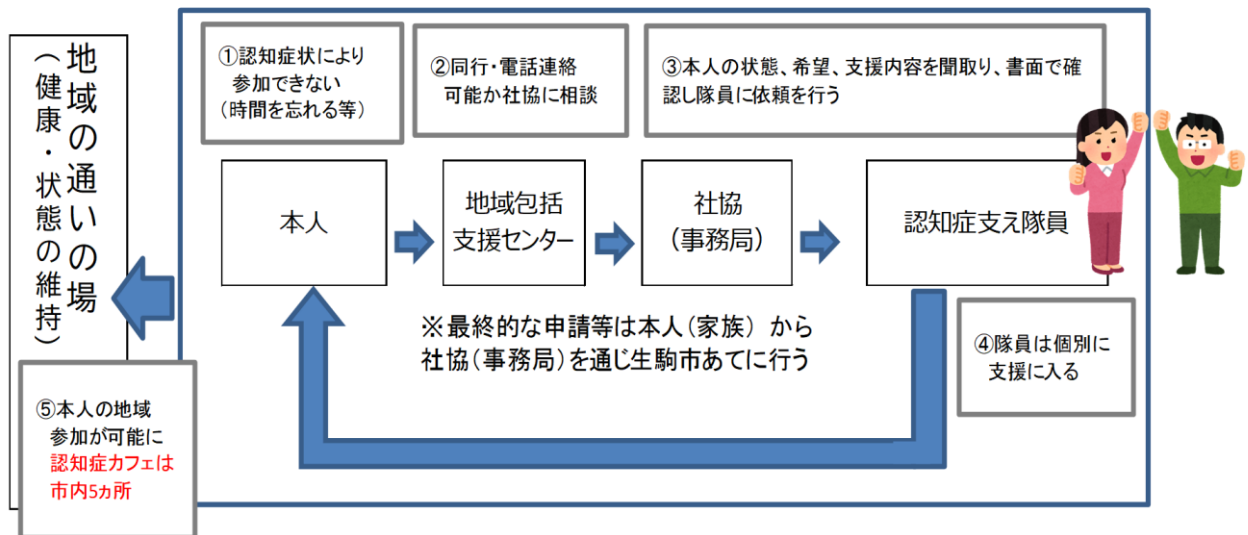 地域の通いの場
（健康・状態の維持）
①認知症状により
参加できない
（時間を忘れる等）
②同行・電話連絡
可能か社協に相談
③本人の状態、希望、支援内容を聞取り、書面で確
認し隊員に依頼を行う
本人
地域包括
支援センター
社協
（事務局）
認知症支え隊員
※最終的な申請等は本人（家族） から
社協（事務局）を通じ生駒市あてに行う
④隊員は個別に
支援に入る
⑤本人の地域
参加が可能に
認知症カフェは
市内5ヵ所